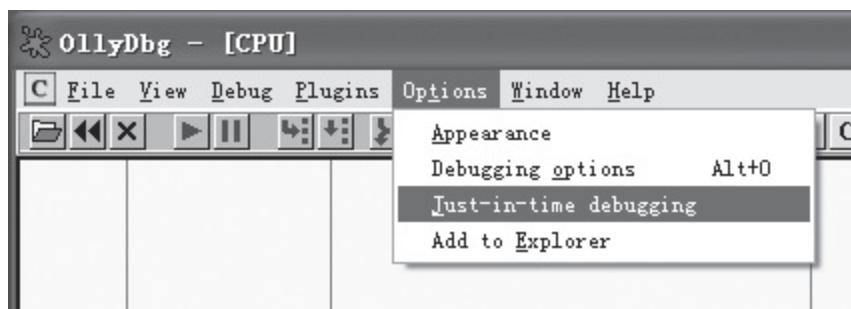 OllyDbg - [CPU]
C File View Debug Plugins Options Window Help
C
Appearance
Debugging options Alt+O
Just-in-time debugging
Add to Explorer